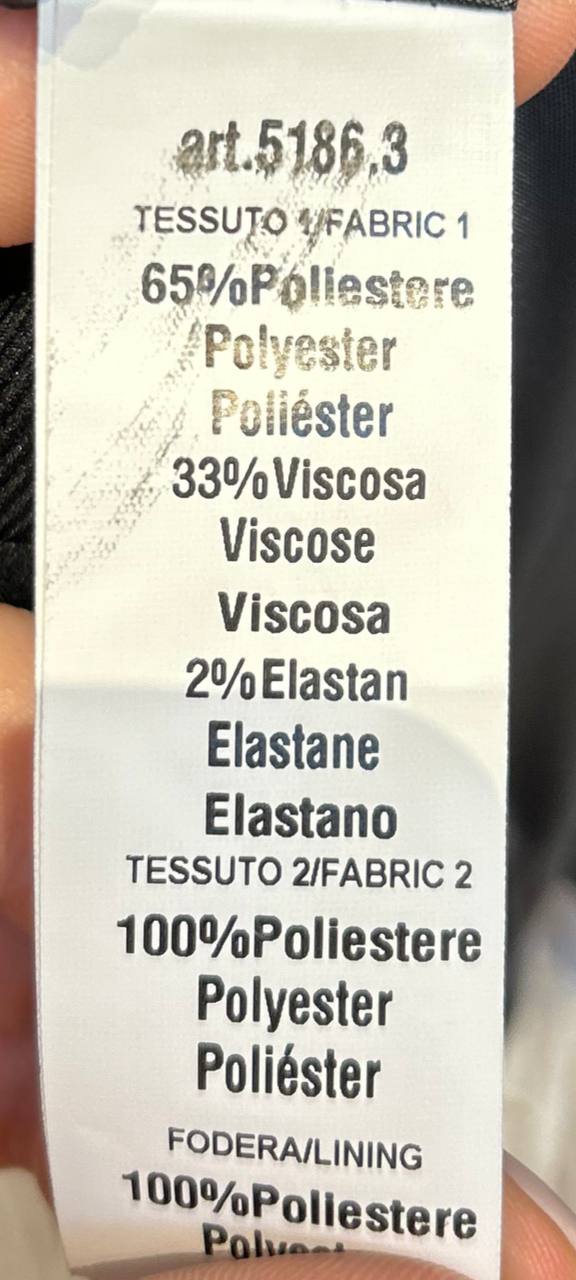 art.5186.3
TESSUTO 1/FABRIC 1
65%Poliestere
Polyester
Poliéster
33%Viscosa
Viscose
Viscosa
2%Elastan
Elastane
Elastano
TESSUTO 2/FABRIC 2
100%Poliestere
Polyester
Poliéster
FODERA/LINING
100%Poliestere